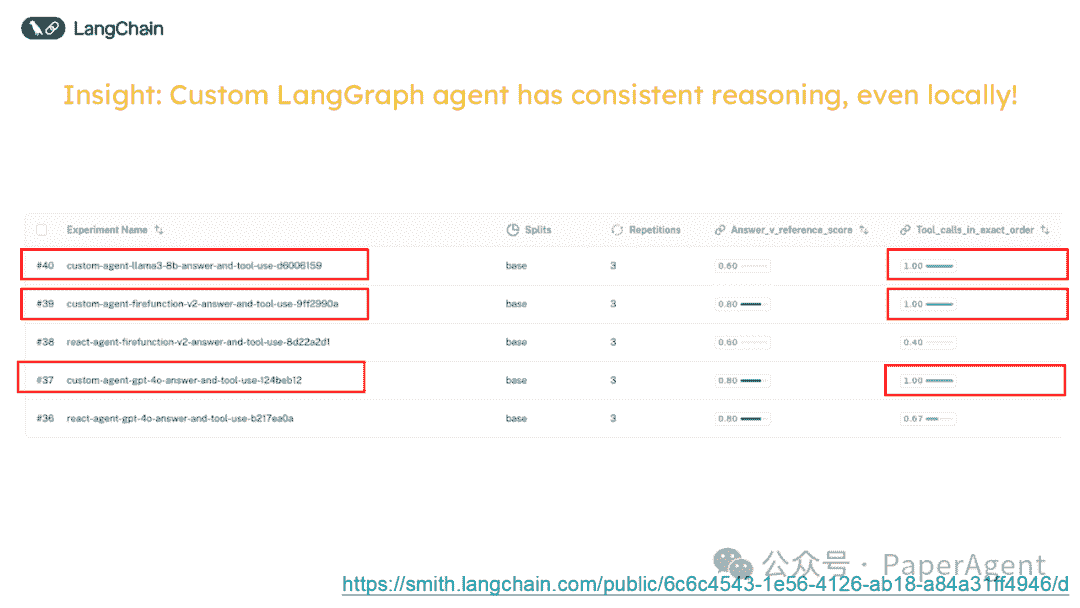 LangChain
Insight: Custom LangGraph agent has consistent reasoning, even locally!
Experiment Name Splits Repetitions Answer_v_reference_score Tool_calls_in_exact_order
#40 custom-agent-llama3-8b-answer-and-tool-use-d6006159 base 3 0.60 1.00
#39 custom-agent-firefunction-v2-answer-and-tool-use-9ff2990a base 3 0.80 1.00
#38 react-agent-firefunction-v2-answer-and-tool-use-8d22a2d1 base 3 0.60 0.40
#37 custom-agent-gpt-4o-answer-and-tool-use-124beb12 base 3 0.80 1.00
#36 react-agent-gpt-4o-answer-and-tool-use-b217ea0a base 3 0.80 0.67
公众号 · PaperAgent
https://smith.langchain.com/public/6c6c4543-1e56-4126-ab18-a84a31ff4946/d